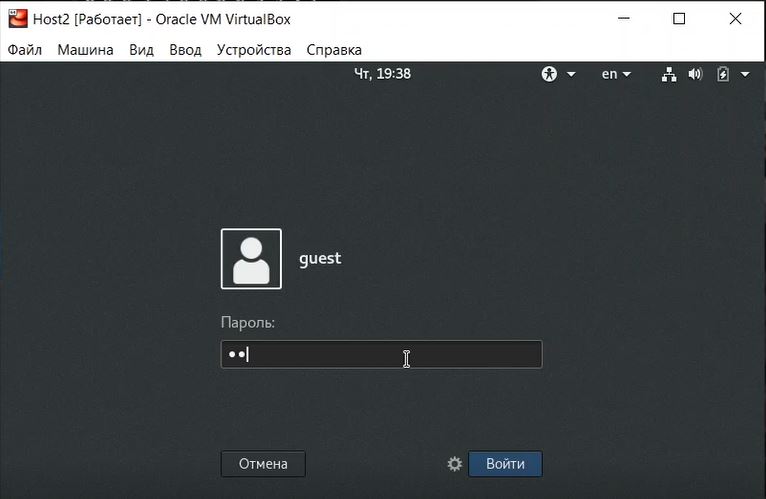 Host2 [Работает] - Oracle VM VirtualBox
Файл Машина Вид Ввод Устройства Справка
Чт, 19:38 en
guest
Пароль:
Отмена Войти